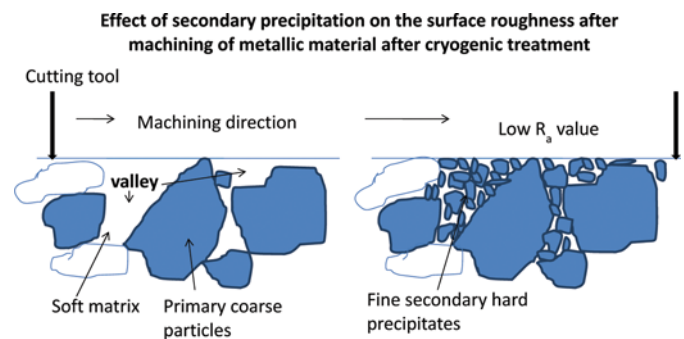 Effect of secondary precipitation on the surface roughness after
machining of metallic material after cryogenic treatment
Cutting tool
Machining direction
Low Ra value
valley
Soft matrix
Primary coarse
particles
Fine secondary hard
precipitates